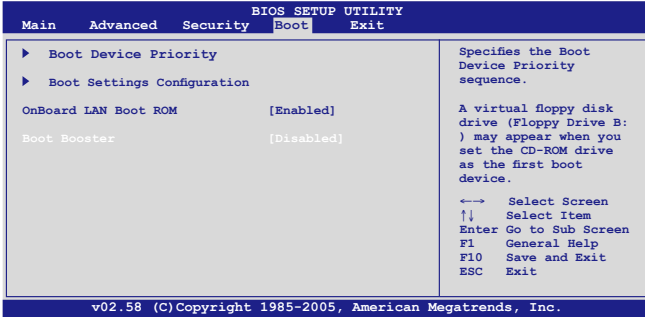 BIOS SETUP UTILITY
Main Advanced Security Boot Exit
Boot Device Priority
Boot Settings Configuration
OnBoard LAN Boot ROM [Enabled]
Boot Booster [Disabled]
Specifies the Boot
Device Priority
sequence.
A virtual floppy disk
drive (Floppy Drive B:
) may appear when you
set the CD-ROM drive
as the first boot
device.
←→ Select Screen
↑↓ Select Item
Enter Go to Sub Screen
F1 General Help
F10 Save and Exit
ESC Exit
v02.58 (C)Copyright 1985-2005, American Megatrends, Inc.